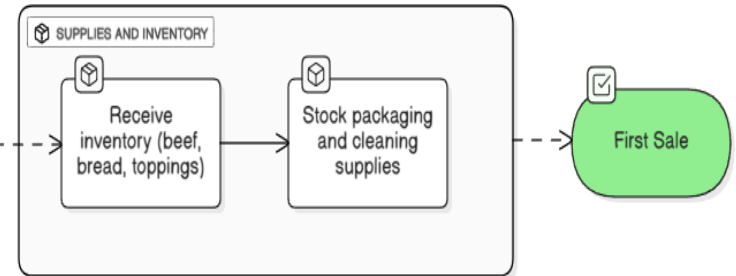 SUPPLIES AND INVENTORY
Receive
inventory (beef,
bread, toppings)
Stock packaging
and cleaning
supplies
First Sale